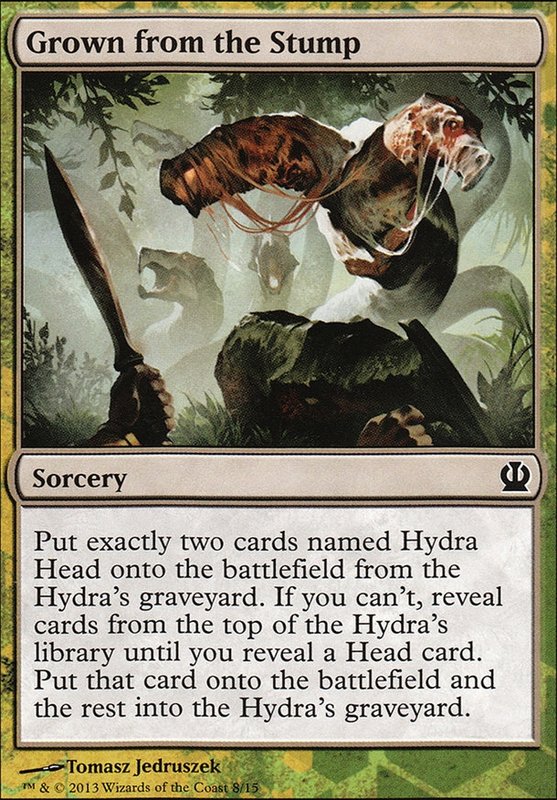 Grown from the Stump
Sorcery
Put exactly two cards named Hydra
Head onto the battlefield from the
Hydra's graveyard. If you can't, reveal
cards from the top of the Hydra's
library until you reveal a Head card.
Put that card onto the battlefield and
the rest into the Hydra's graveyard.
Tomasz Jedruszek
™ & © 2013 Wizards of the Coast 8/15